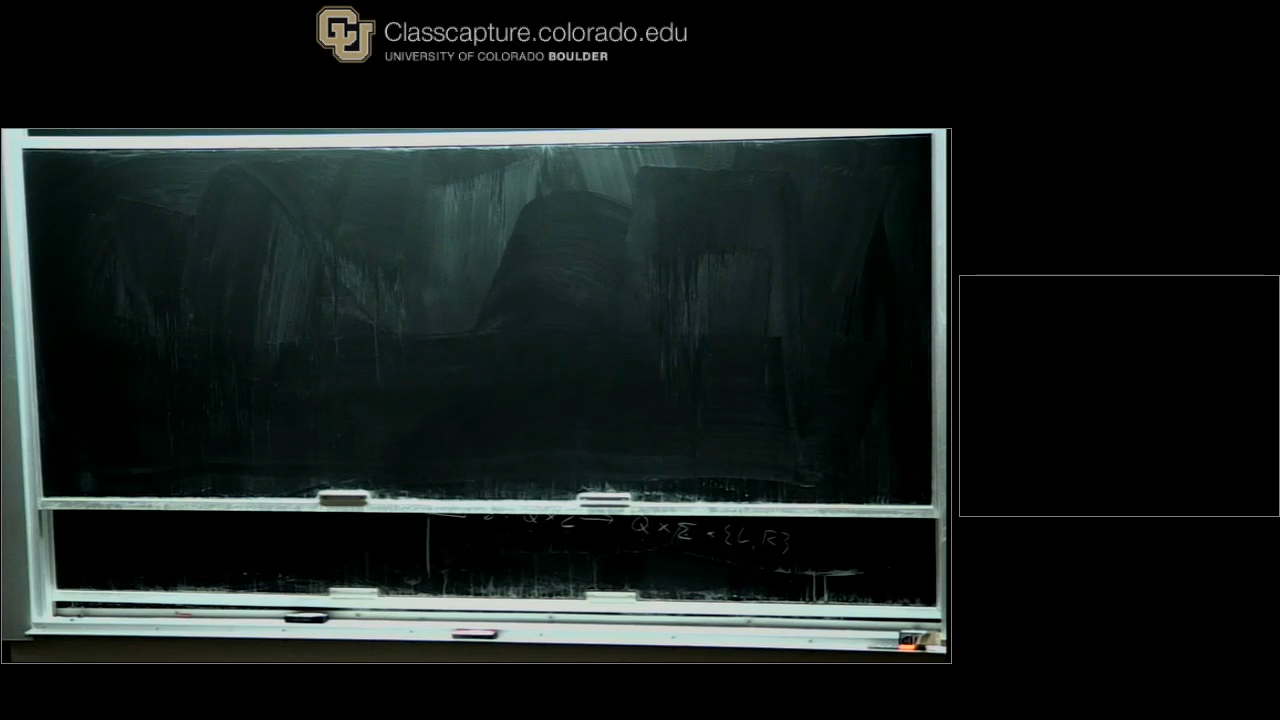 Classcapture.colorado.edu
UNIVERSITY OF COLORADO BOULDER
Q × Σ → Q × Σ × {L, R}